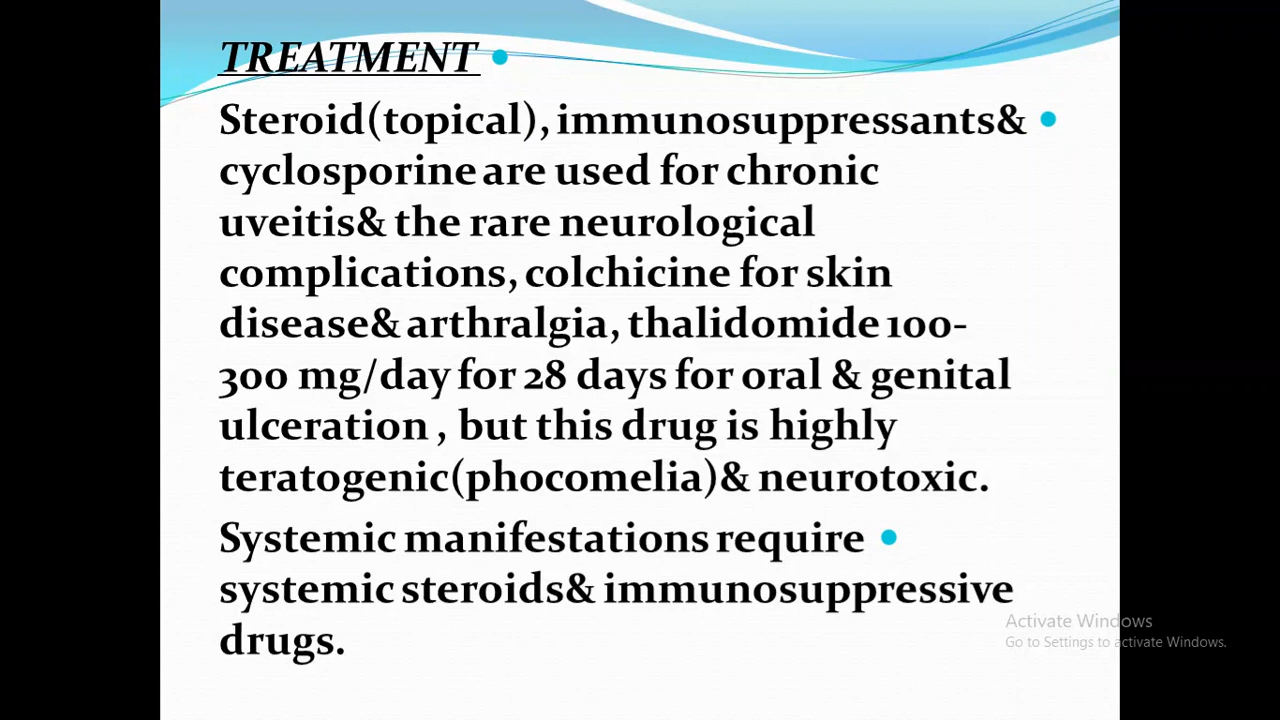 TREATMENT •
Steroid(topical), immunosuppressants& •
cyclosporine are used for chronic
uveitis& the rare neurological
complications, colchicine for skin
disease& arthralgia, thalidomide 100-
300 mg/day for 28 days for oral & genital
ulceration , but this drug is highly
teratogenic(phocomelia)& neurotoxic.
Systemic manifestations require •
systemic steroids& immunosuppressive
drugs.
Activate Windows
Go to Settings to activate Windows.